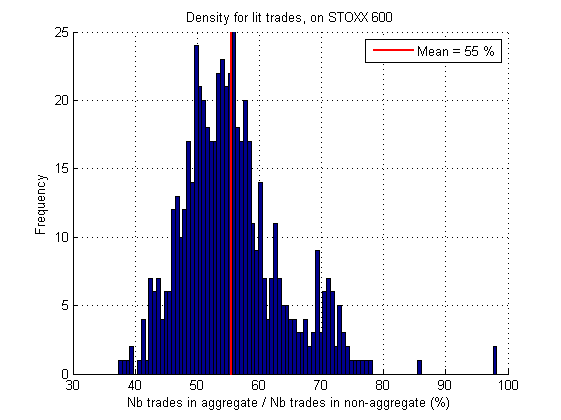 Density for lit trades, on STOXX 600
Mean = 55 %
25
20
15
10
5
0
Frequency
30 40 50 60 70 80 90 100
Nb trades in aggregate / Nb trades in non-aggregate (%)